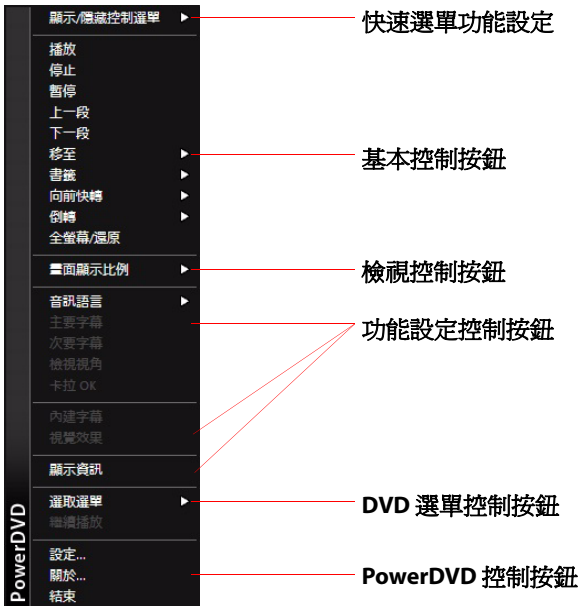 顯示/隱藏控制選單
快速選單功能設定
播放
停止
暫停
上一段
下一段
移至
基本控制按鈕
書籤
向前快轉
倒轉
全螢幕/還原
畫面顯示比例
檢視控制按鈕
音訊語言
主要字幕
功能設定控制按鈕
次要字幕
檢視視角
卡拉 OK
內建字幕
視覺效果
顯示資訊
選取選單
DVD 選單控制按鈕
繼續播放
設定...
關於...
PowerDVD 控制按鈕
結束
PowerDVD